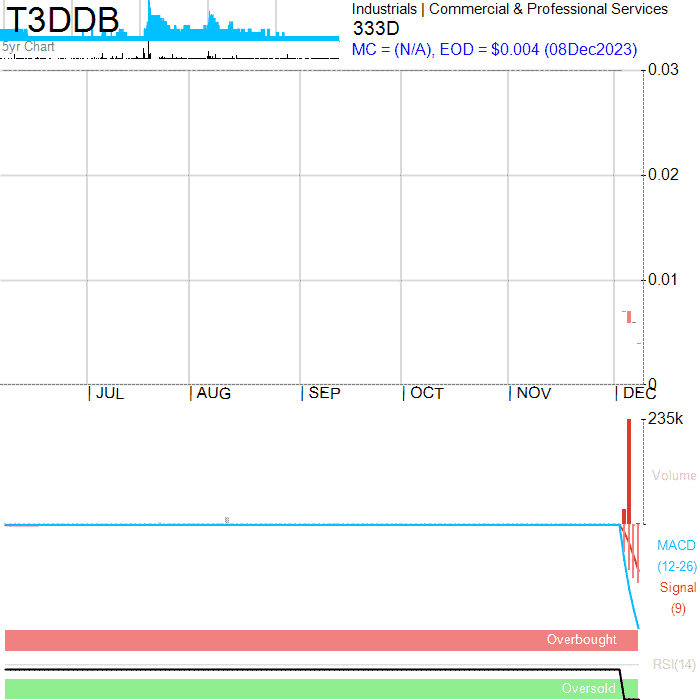 T3DDB
5yr Chart
Industrials | Commercial & Professional Services
333D
MC = (N/A), EOD = $0.004 (08Dec2023)
0.03
0.02
0.01
0
| JUL | AUG | SEP | OCT | NOV | DEC
235k
Volume
MACD
(12-26)
Signal
(9)
Overbought
RSI(14)
Oversold